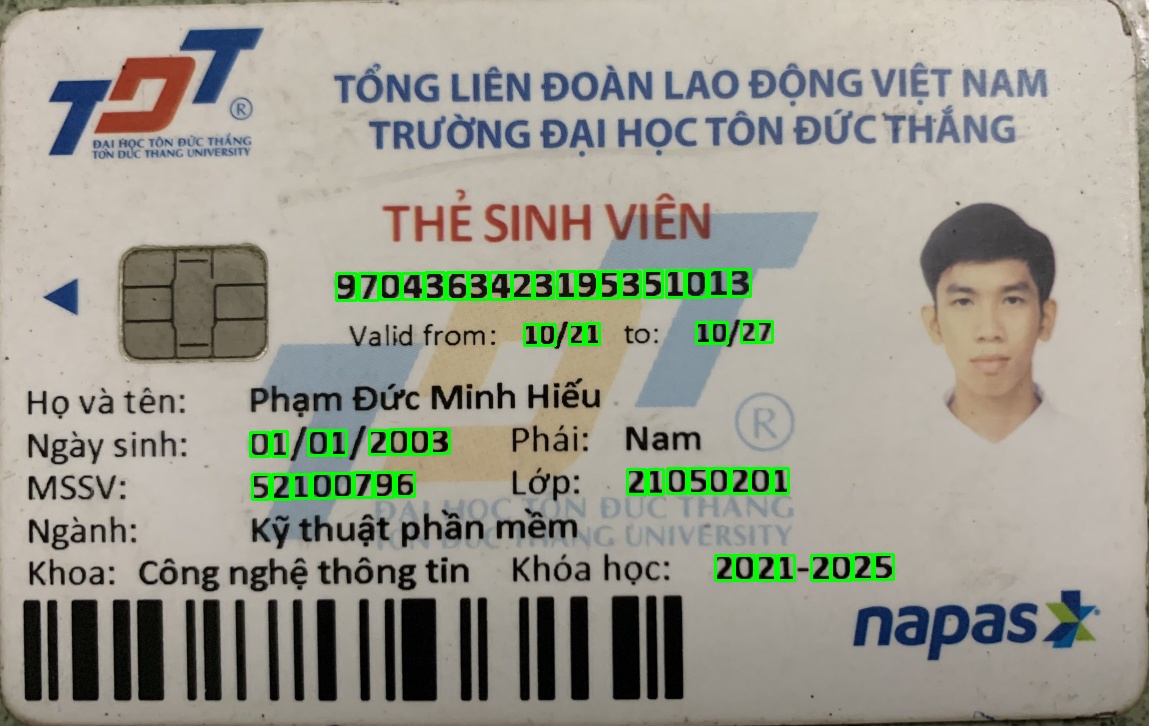 TDT®
ĐẠI HỌC TÔN ĐỨC THẮNG
TON DUC THANG UNIVERSITY
TỔNG LIÊN ĐOÀN LAO ĐỘNG VIỆT NAM
TRƯỜNG ĐẠI HỌC TÔN ĐỨC THẮNG
THẺ SINH VIÊN
9704363423195351013
Valid from: 10/21 to: 10/27
Họ và tên: Phạm Đức Minh Hiếu
Ngày sinh: 01/01/2003 Phái: Nam
MSSV: 52100796 Lớp: 21050201
Ngành: Kỹ thuật phần mềm
Khoa: Công nghệ thông tin Khóa học: 2021-2025
TDT®
ĐẠI HỌC TÔN ĐỨC THẮNG
TON DUC THANG UNIVERSITY
napas